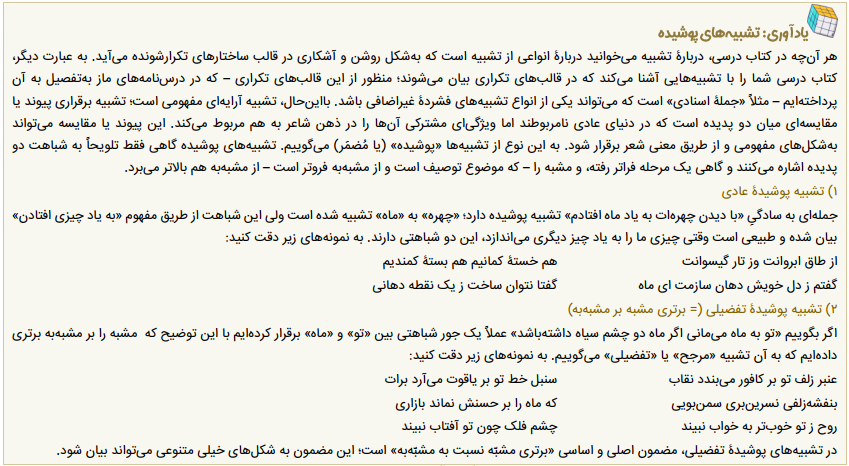 یادآوری: تشبیه‌های پوشیده
هر آن‌چه در کتاب درسی، دربارهٔ تشبیه می‌خوانید دربارهٔ انواعی از تشبیه است که به‌شکل روشن و آشکاری در قالب ساختارهای تکرارشونده می‌آید. به عبارت دیگر،
کتاب درسی شما را با تشبیه‌هایی آشنا می‌کند که در قالب‌های تکراری بیان می‌شوند؛ منظور از این قالب‌های تکراری – که در درس‌نامه‌های ماز به‌تفصیل به آن
پرداخته‌ایم – مثلاً «جملهٔ اسنادی» است که می‌تواند یکی از انواع تشبیه‌های فشردهٔ غیراضافی باشد. بااین‌حال، تشبیه آرایه‌ای مفهومی است؛ تشبیه برقراری پیوند یا
مقایسه‌ای میان دو پدیده است که در دنیای عادی نامربوطند اما ویژگی‌ای مشترکی آن‌ها را در ذهن شاعر به هم مربوط می‌کند. این پیوند یا مقایسه می‌تواند
به‌شکل‌های مفهومی و از طریق معنی شعر برقرار شود. به این نوع از تشبیه‌ها «پوشیده» (یا مُضمَر) می‌گوییم. تشبیه‌های پوشیده گاهی فقط تلویحاً به شباهت دو
پدیده اشاره می‌کنند و گاهی یک مرحله فراتر رفته، و مشبه را – که موضوع توصیف است و از مشبه‌به فروتر است – از مشبه‌به هم بالاتر می‌برد.
۱) تشبیه پوشیدهٔ عادی
جمله‌ای به سادگیِ «با دیدن چهره‌ات به یاد ماه افتادم» تشبیه پوشیده دارد؛ «چهره» به «ماه» تشبیه شده است ولی این شباهت از طریق مفهوم «به یاد چیزی افتادن»
بیان شده و طبیعی است وقتی چیزی ما را به یاد چیز دیگری می‌اندازد، این دو شباهتی دارند. به نمونه‌های زیر دقت کنید:
از طاق ابروانت وز تار گیسوانت هم خستهٔ کمانیم هم بستهٔ کمندیم
گفتم ز دل خویش دهان سازمت ای ماه گفتا نتوان ساخت ز یک نقطه دهانی
۲) تشبیه پوشیدهٔ تفضیلی (= برتری مشبه بر مشبه‌به)
اگر بگوییم «تو به ماه می‌مانی اگر ماه دو چشم سیاه داشته‌باشد» عملاً یک جور شباهتی بین «تو» و «ماه» برقرار کرده‌ایم با این توضیح که مشبه را بر مشبه‌به برتری
داده‌ایم که به آن تشبیه «مرجح» یا «تفضیلی» می‌گوییم. به نمونه‌های زیر دقت کنید:
عنبر زلف تو بر کافور می‌بندد نقاب سنبل خط تو بر یاقوت می‌آرد برات
بنفشه‌زلفی نسرین‌بری سمن‌بویی که ماه را بر حسنش نماند بازاری
روح ز تو خوب‌تر به خواب نبیند چشم فلک چون تو آفتاب نبیند
در تشبیه‌های پوشیدهٔ تفضیلی، مضمون اصلی و اساسی «برتری مشبّه نسبت به مشبّه‌به» است؛ این مضمون به شکل‌های خیلی متنوعی می‌تواند بیان شود.